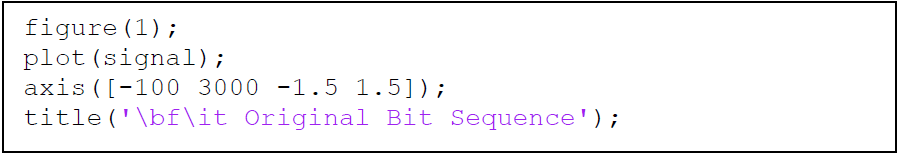 figure(1);
plot(signal);
axis([-100 3000 -1.5 1.5]);
title('\bf\it Original Bit Sequence');